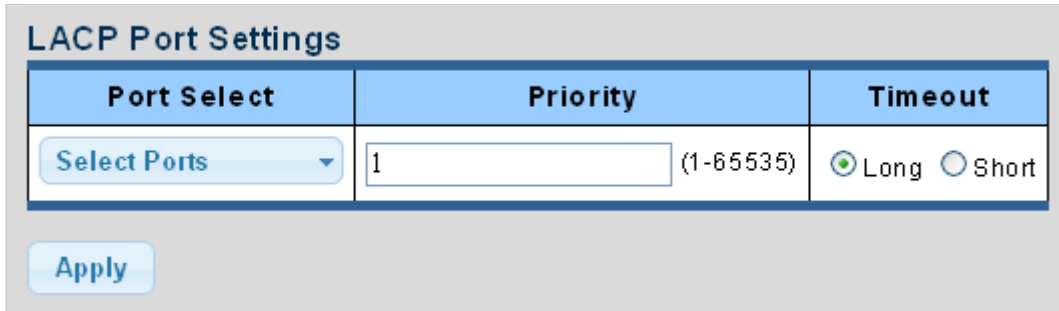 LACP Port Settings
Port Select Priority Timeout
Select Ports 1 (1-65535) Long Short
Apply